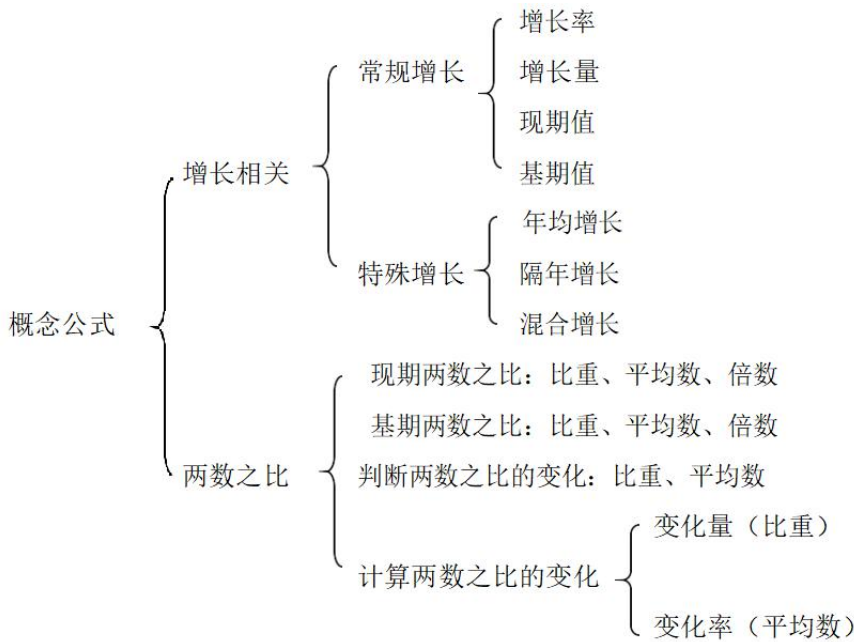 增长率
常规增长
增长量
现期值
增长相关
基期值
年均增长
特殊增长
隔年增长
概念公式
混合增长
现期两数之比：比重、平均数、倍数
基期两数之比：比重、平均数、倍数
两数之比
判断两数之比的变化：比重、平均数
变化量（比重）
计算两数之比的变化
变化率（平均数）